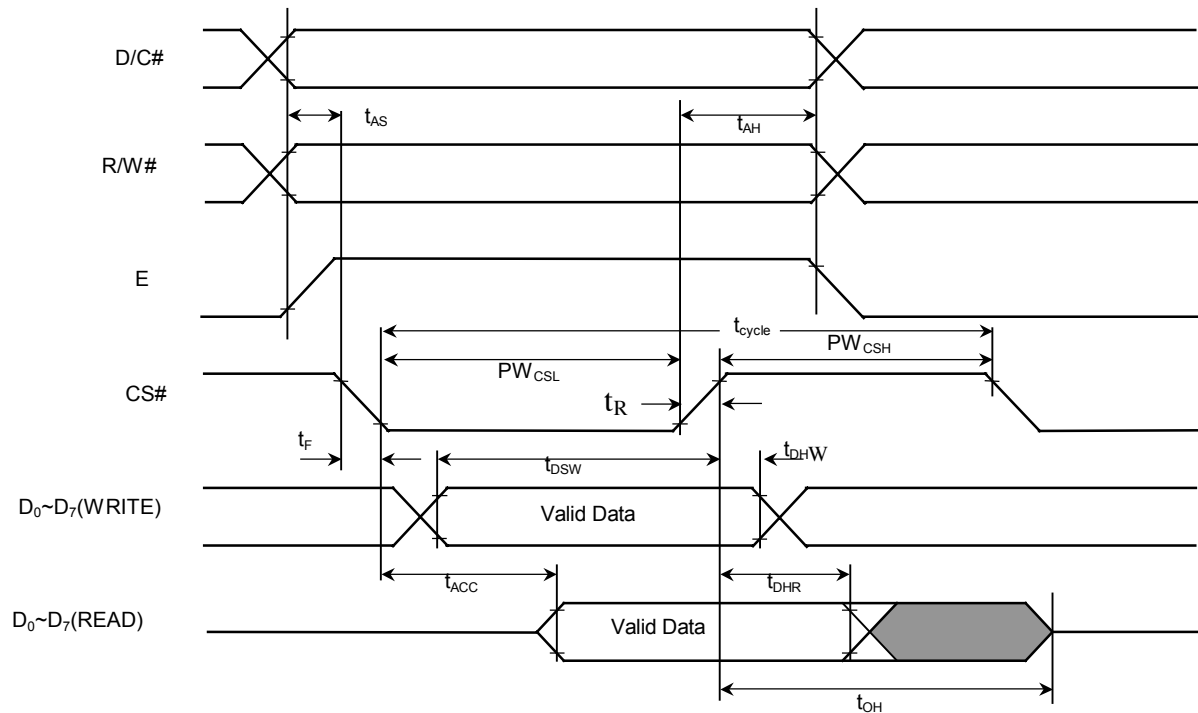 D/C#
tAS
tAH
R/W#
E
tcycle
PWCSL
PWCSH
CS#
tR
tF
tDSW
tDHW
D0~D7(WRITE)
Valid Data
tACC
tDHR
D0~D7(READ)
Valid Data
tOH